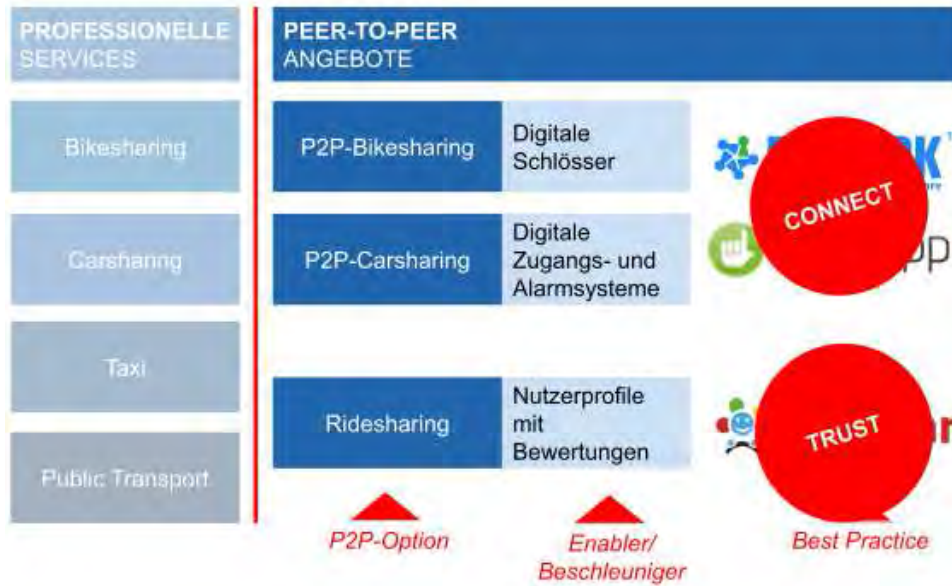 PROFESSIONELLE
SERVICES
PEER-TO-PEER
ANGEBOTE
Bikesharing
P2P-Bikesharing
Digitale
Schlösser
CONNECT
Carsharing
P2P-Carsharing
Digitale
Zugangs- und
Alarmsysteme
Taxi
Public Transport
Ridesharing
Nutzerprofile
mit
Bewertungen
TRUST
P2P-Option
Enabler/
Beschleuniger
Best Practice